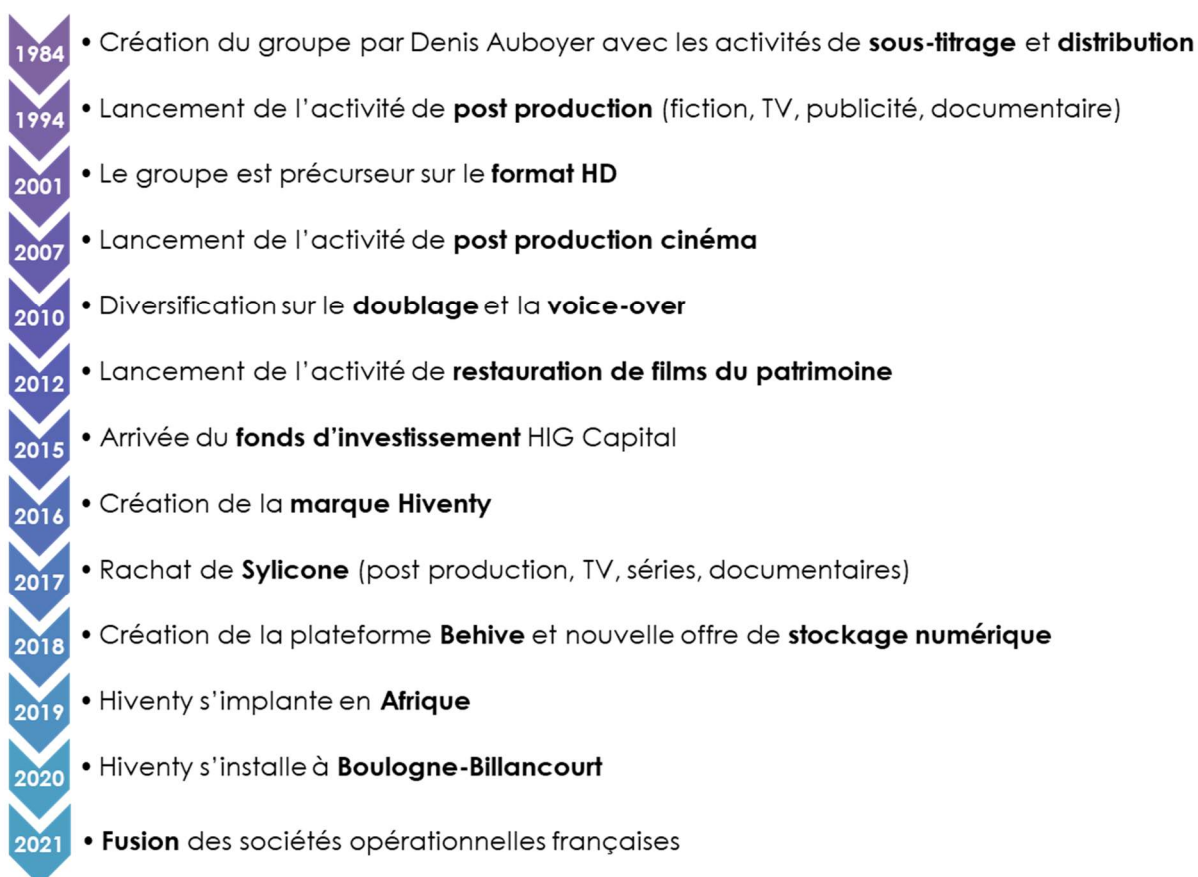 1984 • Création du groupe par Denis Auboyer avec les activités de sous-titrage et distribution
1994 • Lancement de l'activité de post production (fiction, TV, publicité, documentaire)
2001 • Le groupe est précurseur sur le format HD
2007 • Lancement de l'activité de post production cinéma
2010 • Diversification sur le doublage et la voice-over
2012 • Lancement de l'activité de restauration de films du patrimoine
2015 • Arrivée du fonds d'investissement HIG Capital
2016 • Création de la marque Hiventy
2017 • Rachat de Sylicone (post production, TV, séries, documentaires)
2018 • Création de la plateforme Behive et nouvelle offre de stockage numérique
2019 • Hiventy s'implante en Afrique
2020 • Hiventy s'installe à Boulogne-Billancourt
2021 • Fusion des sociétés opérationnelles françaises